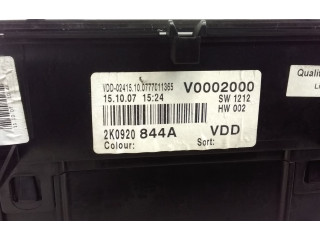 VDD-02415.10.0777011365 V0002000
15.10.07 15:24 SW 1212
HW 002
2K0920 844A VDD
Colour: Sort:
Quali